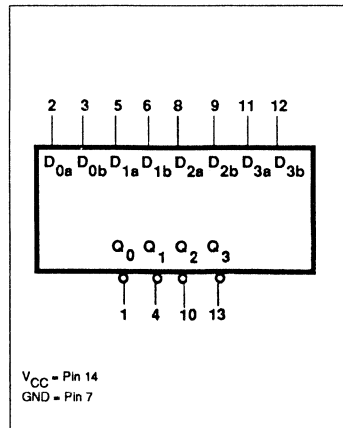 2 3 5 6 8 9 11 12
D0a D0b D1a D1b D2a D2b D3a D3b
Q0 Q1 Q2 Q3
1 4 10 13
VCC = Pin 14
GND = Pin 7